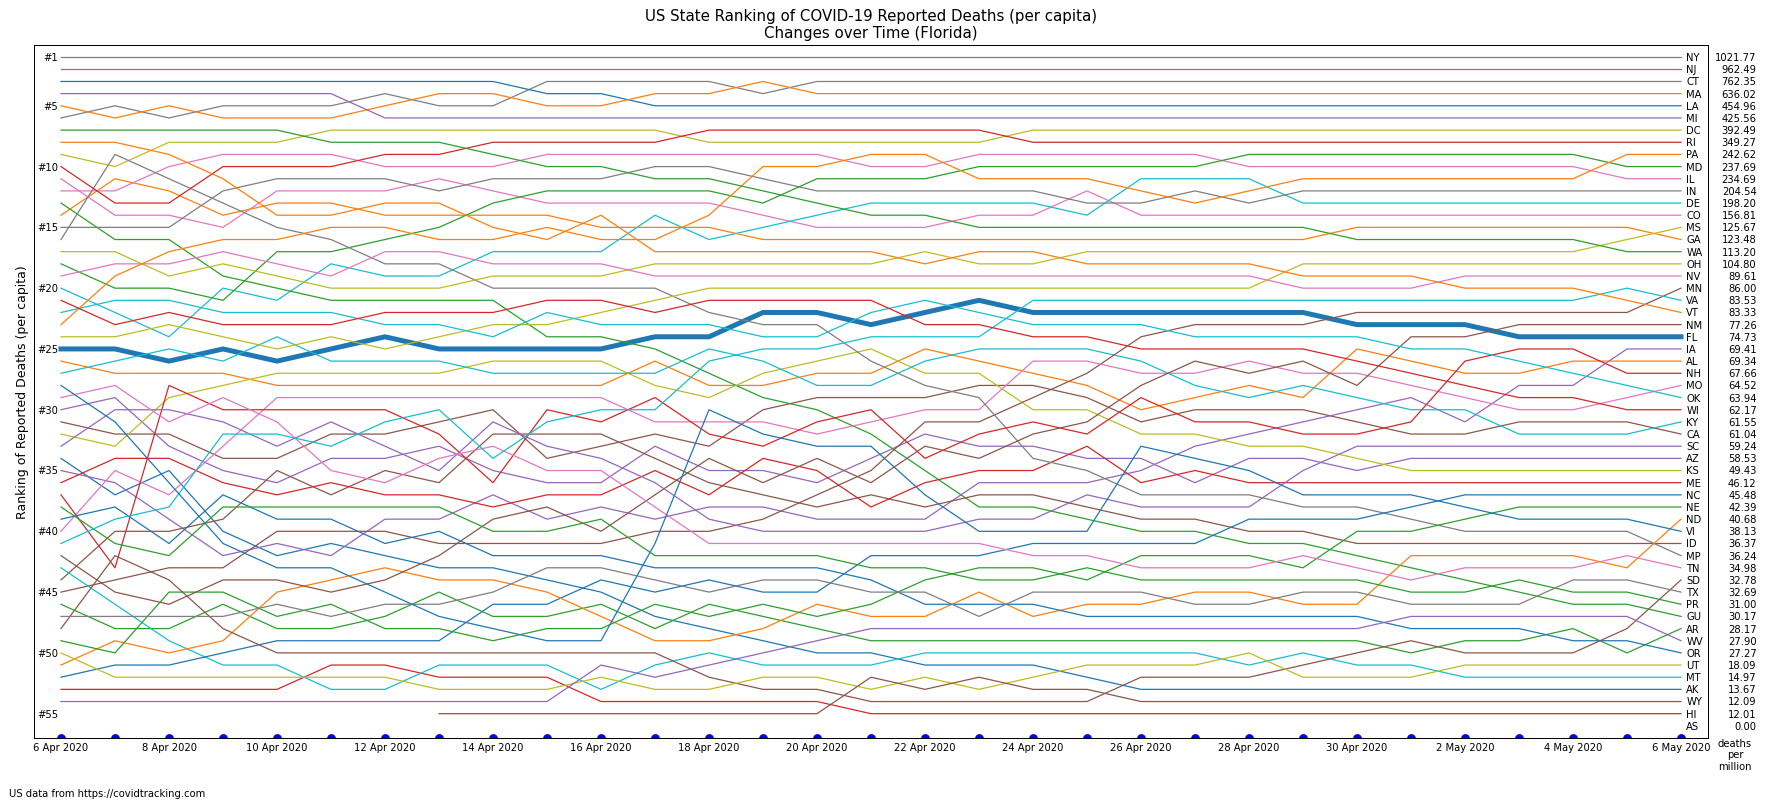 US State Ranking of COVID-19 Reported Deaths (per capita)
Changes over Time (Florida)
Ranking of Reported Deaths (per capita)
#1
#5
#10
#15
#20
#25
#30
#35
#40
#45
#50
#55
NY 1021.77
NJ 962.49
CT 762.35
MA 636.02
LA 454.96
MI 425.56
DC 392.49
RI 349.27
PA 242.62
MD 237.69
IL 234.69
IN 204.54
DE 198.20
CO 156.81
MS 125.67
GA 123.48
WA 113.20
OH 104.80
NV 89.61
MN 86.00
VA 83.53
VT 83.33
NM 77.26
FL 74.73
IA 69.41
AL 69.34
NH 67.66
MO 64.52
OK 63.94
WI 62.17
KY 61.55
CA 61.04
SC 59.24
AZ 58.53
KS 49.43
ME 46.12
NC 45.48
NE 42.39
ND 40.68
VI 38.13
ID 36.37
MP 36.24
TN 34.98
SD 32.78
TX 32.69
PR 31.00
GU 30.17
AR 28.17
WV 27.90
OR 27.27
UT 18.09
MT 14.97
AK 13.67
WY 12.09
HI 12.01
AS 0.00
6 Apr 2020 8 Apr 2020 10 Apr 2020 12 Apr 2020 14 Apr 2020 16 Apr 2020 18 Apr 2020 20 Apr 2020 22 Apr 2020 24 Apr 2020 26 Apr 2020 28 Apr 2020 30 Apr 2020 2 May 2020 4 May 2020 6 May 2020
deaths
per
million
US data from https://covidtracking.com